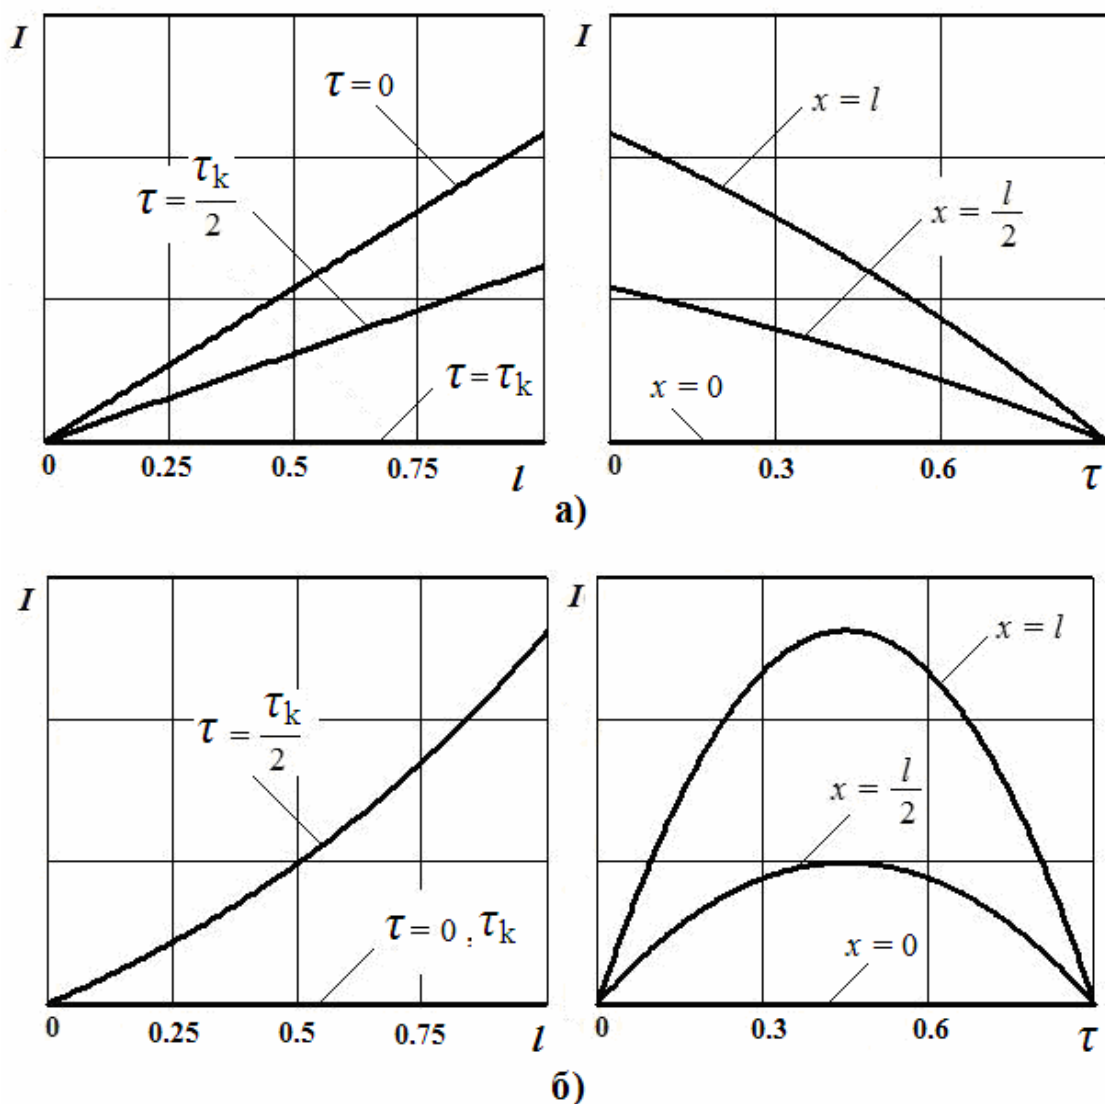 I
τ = 0
τ = τk/2
τ = τk
0 0.25 0.5 0.75 l
I
x = l
x = l/2
x = 0
0 0.3 0.6 τ
а)
I
τ = τk/2
τ = 0 , τk
0 0.25 0.5 0.75 l
I
x = l
x = l/2
x = 0
0 0.3 0.6 τ
б)